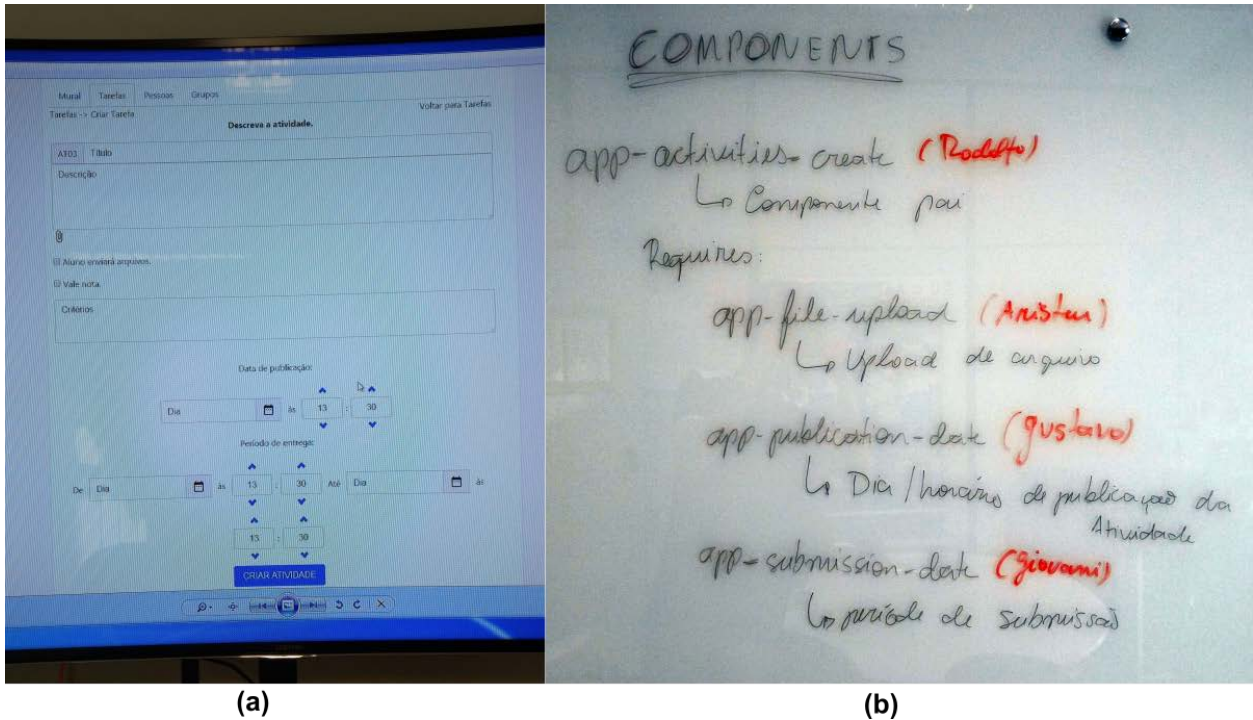 Mural Tarefas Pessoas Grupos
Tarefas -> Criar Tarefa
Voltar para Tarefas
Descreva a atividade.
Título
Descrição
Aluno enviará arquivos.
Vale nota.
Critérios
Data de publicação:
Dia às 13 : 30
Período de entrega:
De Dia às 13 : 30 Até Dia às
13 : 30
CRIAR ATIVIDADE
(a)
COMPONENTS
app-activities-create (Rodolfo)
↳ Componente pai
Requires:
app-file-upload
↳ Upload de arquivo
app-publication-date (gustavo)
↳ Dia/horário de publicação da
Atividade
app-submission-date (giovani)
↳ período de submissão
(b)